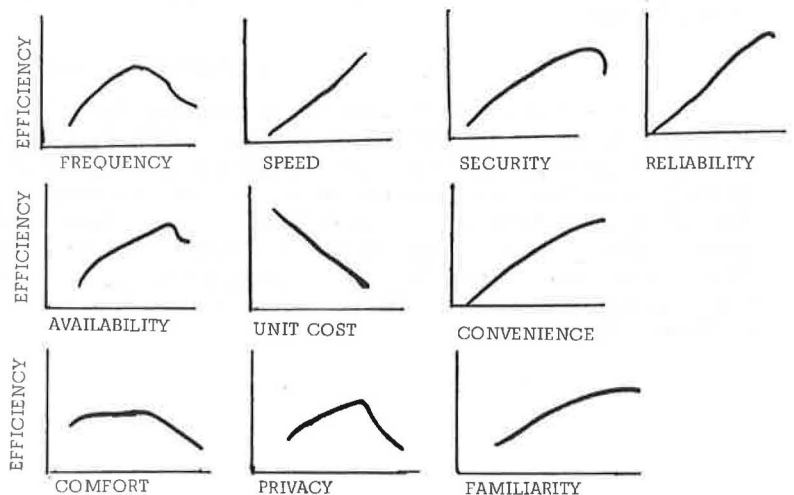 EFFICIENCY
FREQUENCY
SPEED
SECURITY
RELIABILITY
EFFICIENCY
AVAILABILITY
UNIT COST
CONVENIENCE
EFFICIENCY
COMFORT
PRIVACY
FAMILIARITY